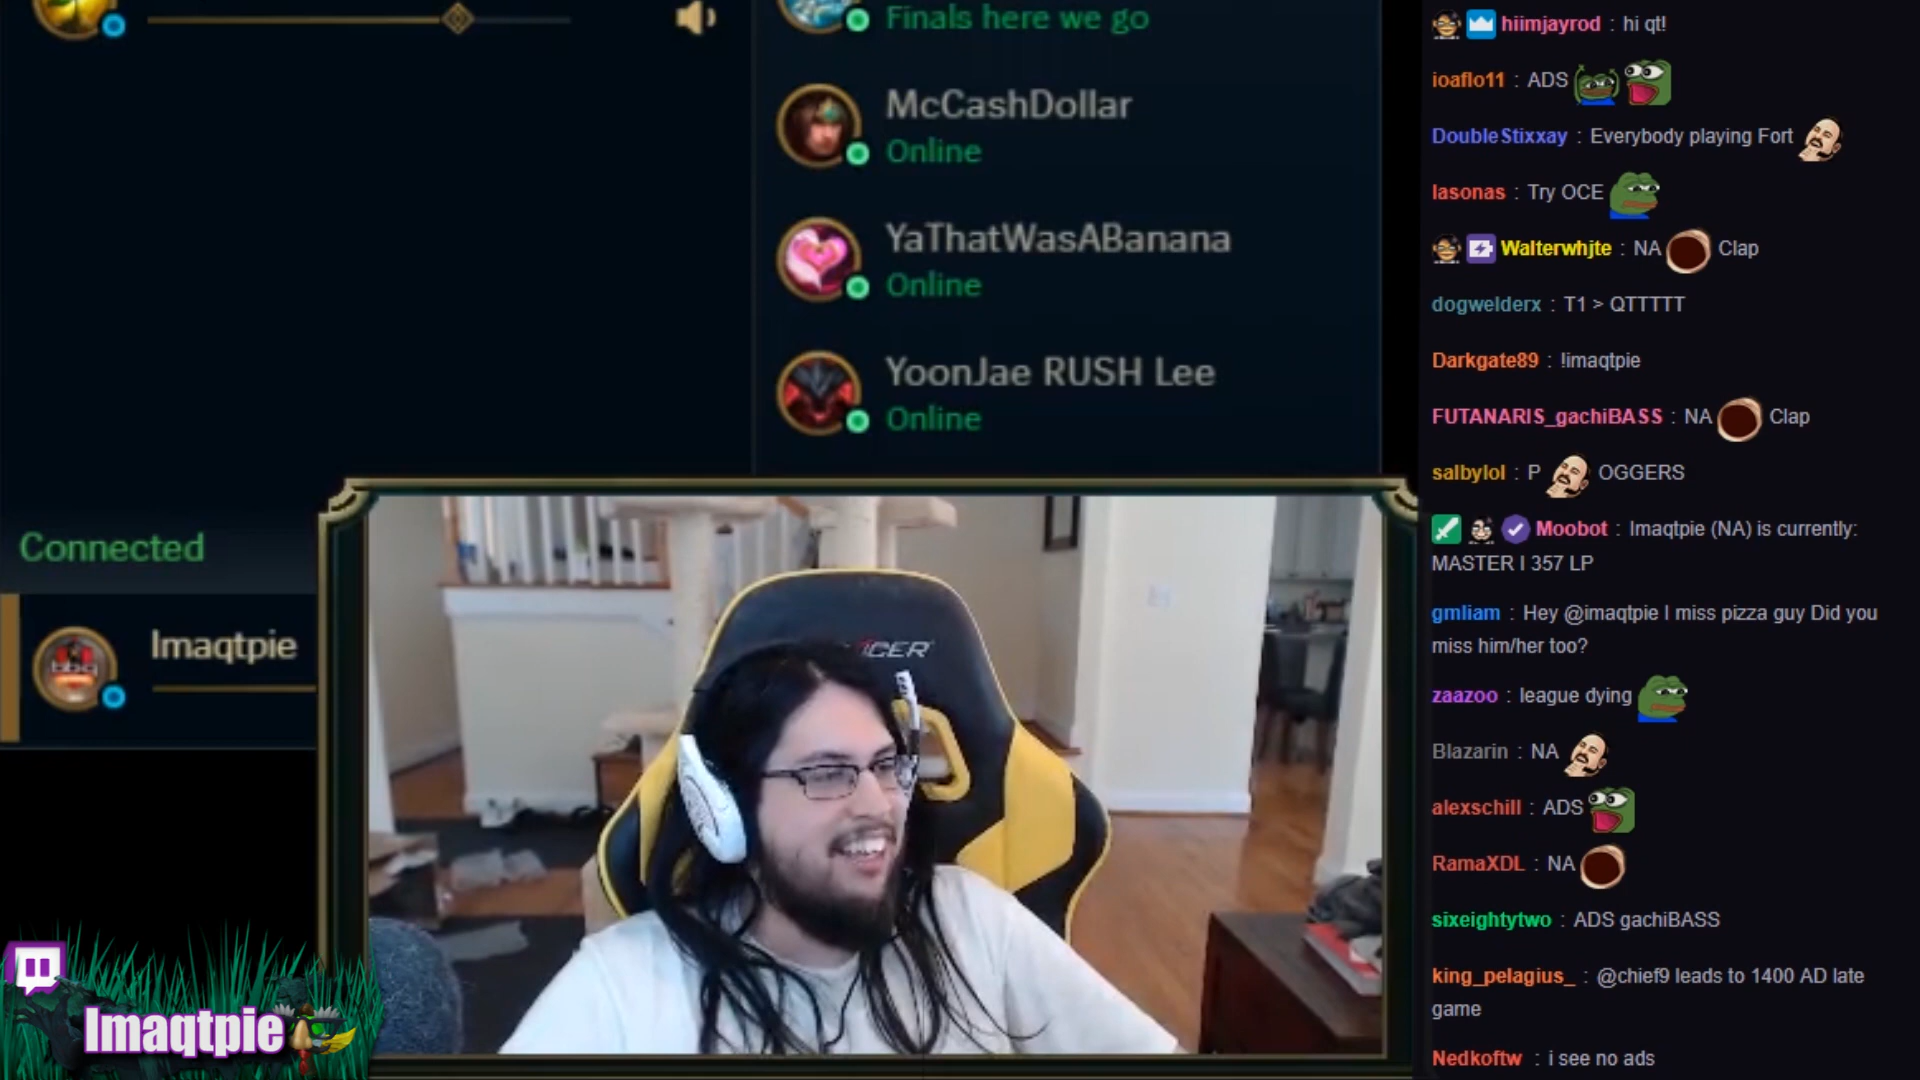 Finals here we go
McCashDollar
Online
YaThatWasABanana
Online
YoonJae RUSH Lee
Online
Connected
Imaqtpie
Imaqtpie
hiimjayrod : hi qt!
ioaflo11 : ADS
DoubleStixxay : Everybody playing Fort
Iasonas : Try OCE
Walterwhjte : NA Clap
dogwelderx : T1 > QTTTTT
Darkgate89 : !imaqtpie
FUTANARIS_gachiBASS : NA Clap
salbylol : P OGGERS
Moobot : Imaqtpie (NA) is currently:
MASTER I 357 LP
gmliam : Hey @imaqtpie I miss pizza guy Did you
miss him/her too?
zaazoo : league dying
Blazarin : NA
alexschill : ADS
RamaXDL : NA
sixeightytwo : ADS gachiBASS
king_pelagius_ : @chief9 leads to 1400 AD late
game
Nedkoftw : i see no ads